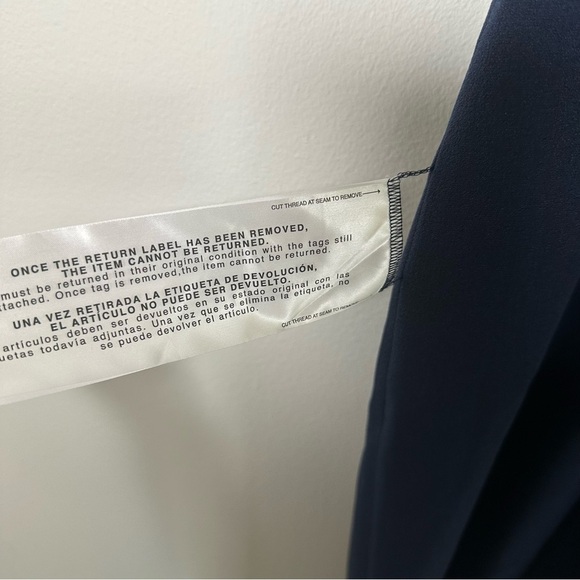 CUT THREAD AT SEAM TO REMOVE
ONCE THE RETURN LABEL HAS BEEN REMOVED,
THE ITEM CANNOT BE RETURNED.
must be returned in their original condition with the tags still
attached. Once tag is removed,the item cannot be returned.
UNA VEZ RETIRADA LA ETIQUETA DE DEVOLUCIÓN,
EL ARTÍCULO NO PUEDE SER DEVUELTO.
artículos deben ser devueltos en su estado original con las
quetas todavía adjuntas. Una vez que se elimina la etiqueta, no
se puede devolver el artículo.
CUT THREAD AT SEAM TO REMOVE